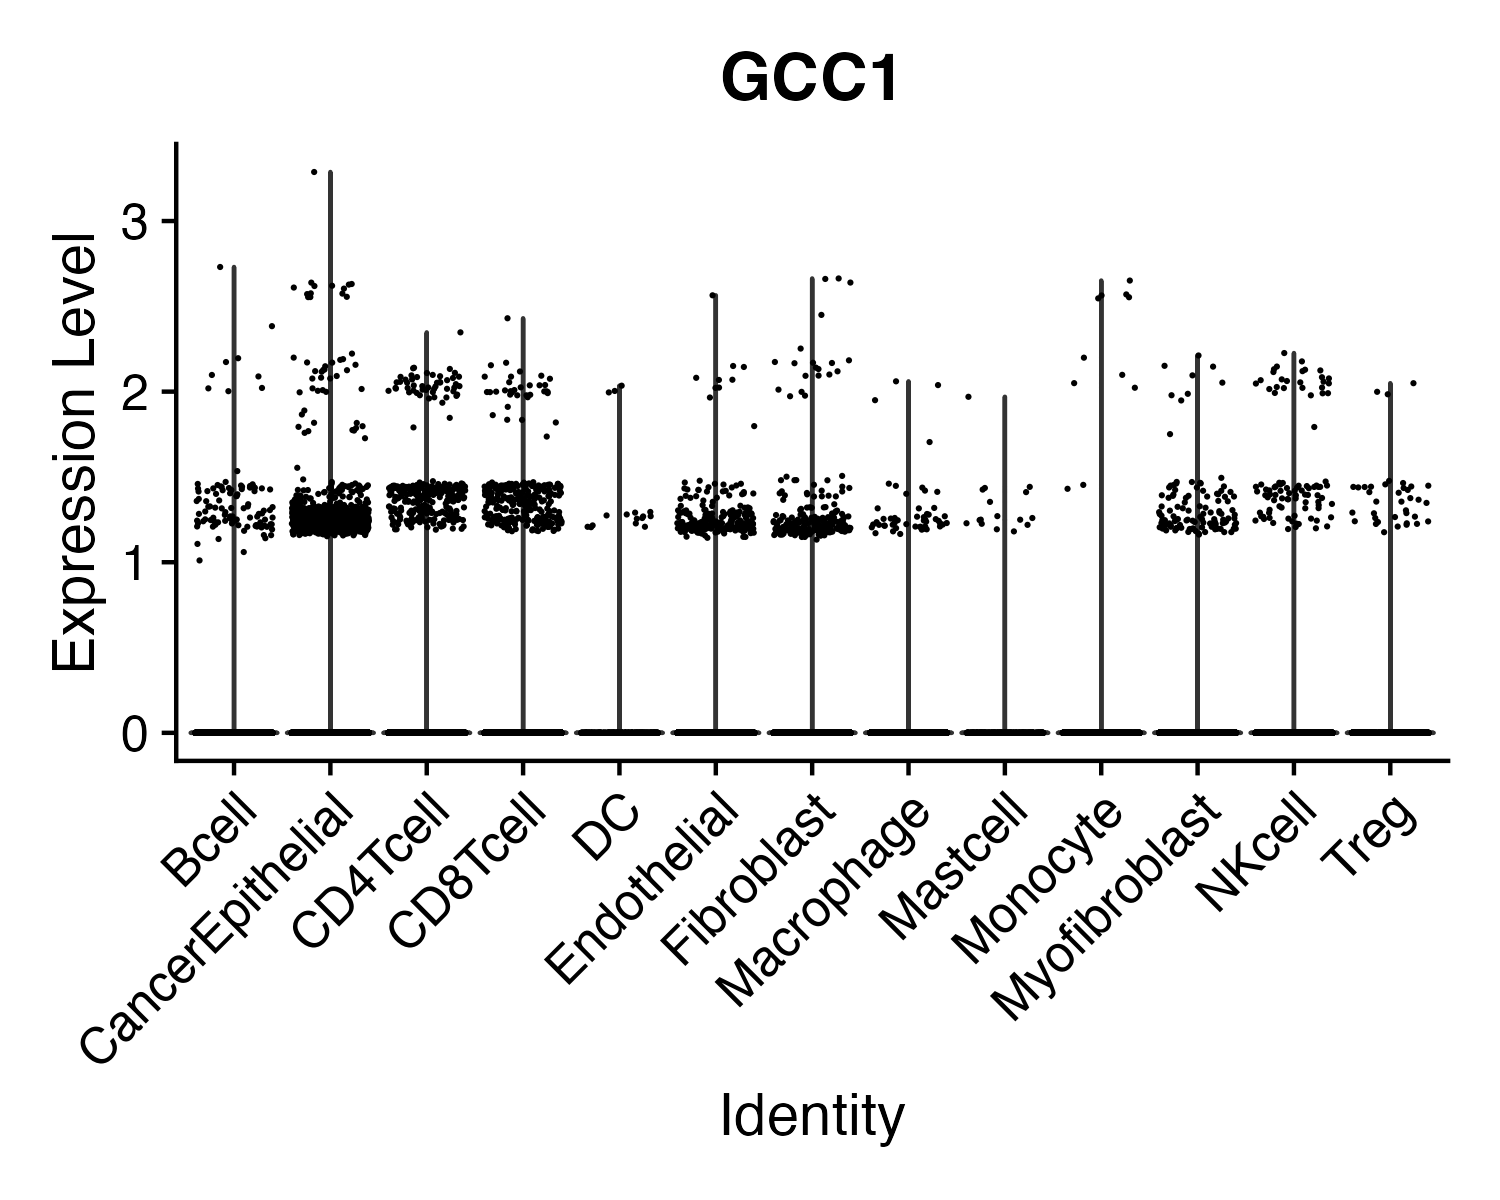 GCC1
Expression Level
3
2
1
0
Bcell
CancerEpithelial
CD4Tcell
CD8Tcell
DC
Endothelial
Fibroblast
Macrophage
Mastcell
Monocyte
Myofibroblast
NKcell
Treg
Identity